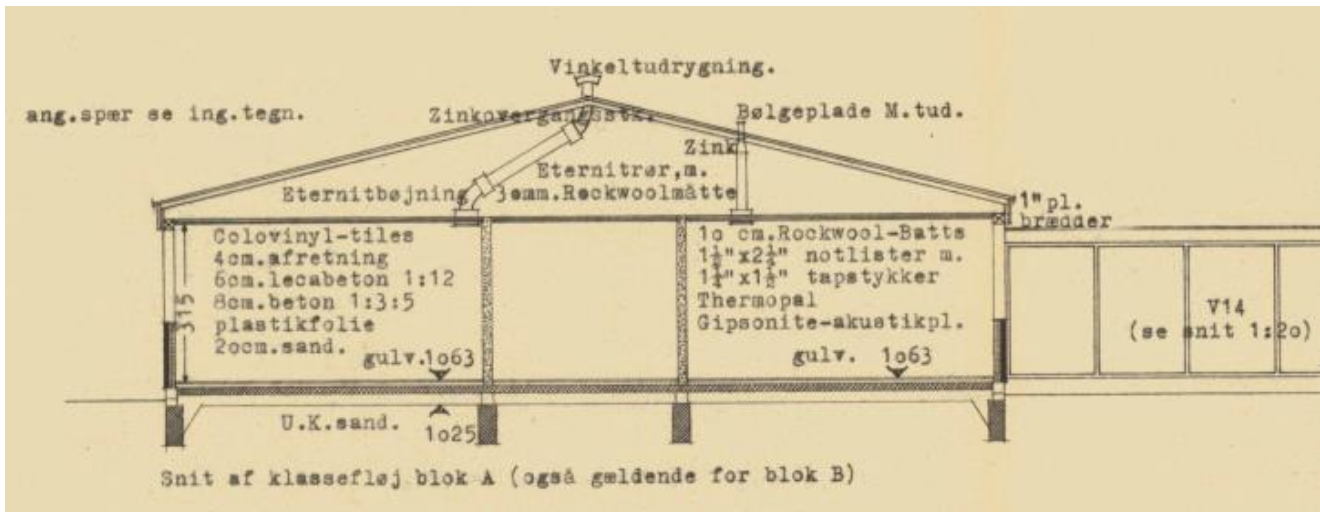 Vinkeltudrygning.
ang.spær se ing.tegn.
Zinkovergangsstk.
Bølgeplade M.tud.
Zink
Eternitrør,m.
Eternitbøjning
3omm.Rockwoolmåtte
1" pl.
brædder
Colovinyl-tiles
4cm.afretning
6cm.lecabeton 1:12
8cm.beton 1:3:5
plastikfolie
2ocm.sand.
315
gulv.1o63
1o cm.Rockwool-Batts
1½"x2¼" notlister m.
1¼"x1½" tapstykker
Thermopal
Gipsonite-akustikpl.
gulv. 1o63
V14
(se snit 1:2o)
U.K.sand.
1o25
Snit af klassefløj blok A (også gældende for blok B)